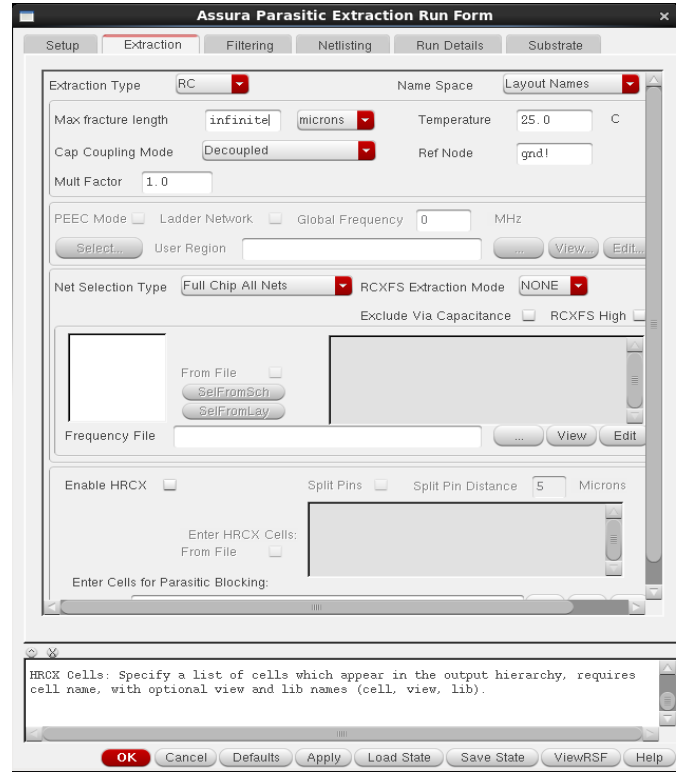 Assura Parasitic Extraction Run Form
Setup Extraction Filtering Netlisting Run Details Substrate
Extraction Type RC Name Space Layout Names
Max fracture length infinite microns Temperature 25.0 C
Cap Coupling Mode Decoupled Ref Node gnd!
Mult Factor 1.0
PEEC Mode Ladder Network Global Frequency 0 MHz
Select... User Region ... View... Edit...
Net Selection Type Full Chip All Nets RCXFS Extraction Mode NONE
Exclude Via Capacitance RCXFS High
From File
SelFromSch
SelFromLay
Frequency File ... View Edit
Enable HRCX Split Pins Split Pin Distance 5 Microns
Enter HRCX Cells:
From File
Enter Cells for Parasitic Blocking:
HRCX Cells: Specify a list of cells which appear in the output hierarchy, requires
cell name, with optional view and lib names (cell, view, lib).
OK Cancel Defaults Apply Load State Save State ViewRSF Help